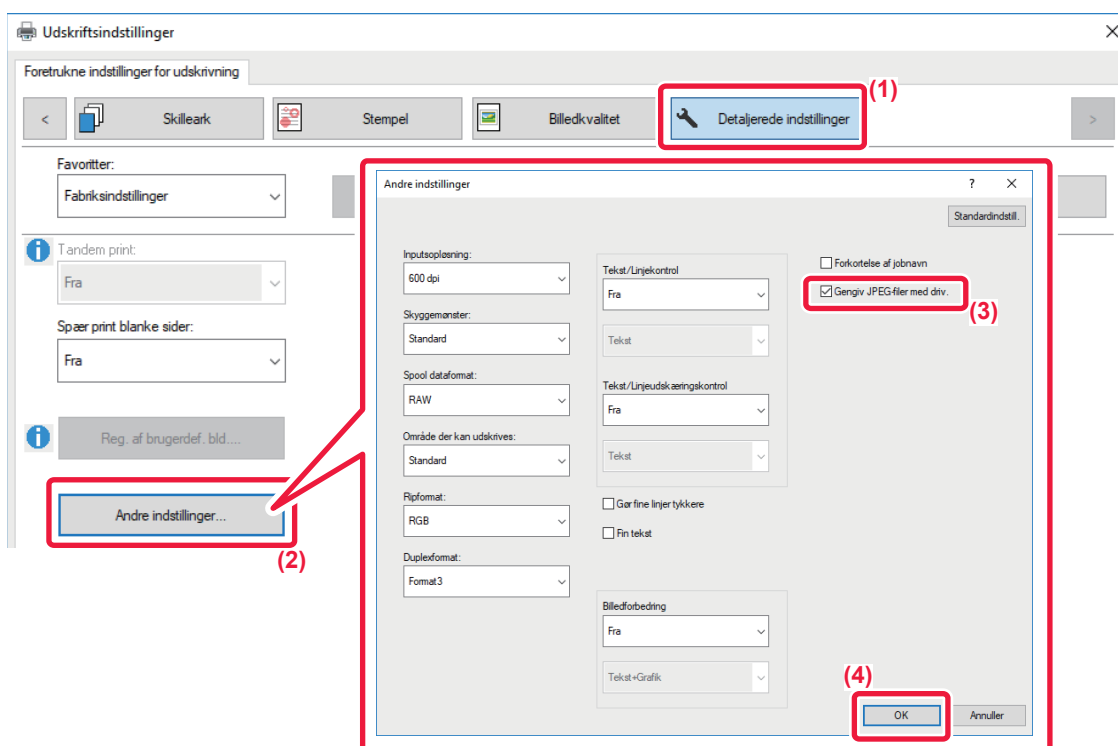 Udskriftsindstillinger
Foretrukne indstillinger for udskrivning
(1)
<
Skilleark
Stempel
Billedkvalitet
Detaljerede indstillinger
>
Favoritter:
Fabriksindstillinger
Tandem print:
Fra
Spær print blanke sider:
Fra
Reg. af brugerdef. bld....
Andre indstillinger...
(2)
Andre indstillinger
?
Standardindstill.
Inputsopløsning:
600 dpi
Skyggemønster:
Standard
Spool dataformat:
RAW
Område der kan udskrives:
Standard
Ripformat:
RGB
Duplexformat:
Format3
Tekst/Linjekontrol
Fra
Tekst
Tekst/Linjeudskæringskontrol
Fra
Tekst
Gør fine linjer tykkere
Fin tekst
Billedforbedring
Fra
Tekst+Grafik
Forkortelse af jobnavn
Gengiv JPEG-filer med driv.
(3)
(4)
OK
Annuller